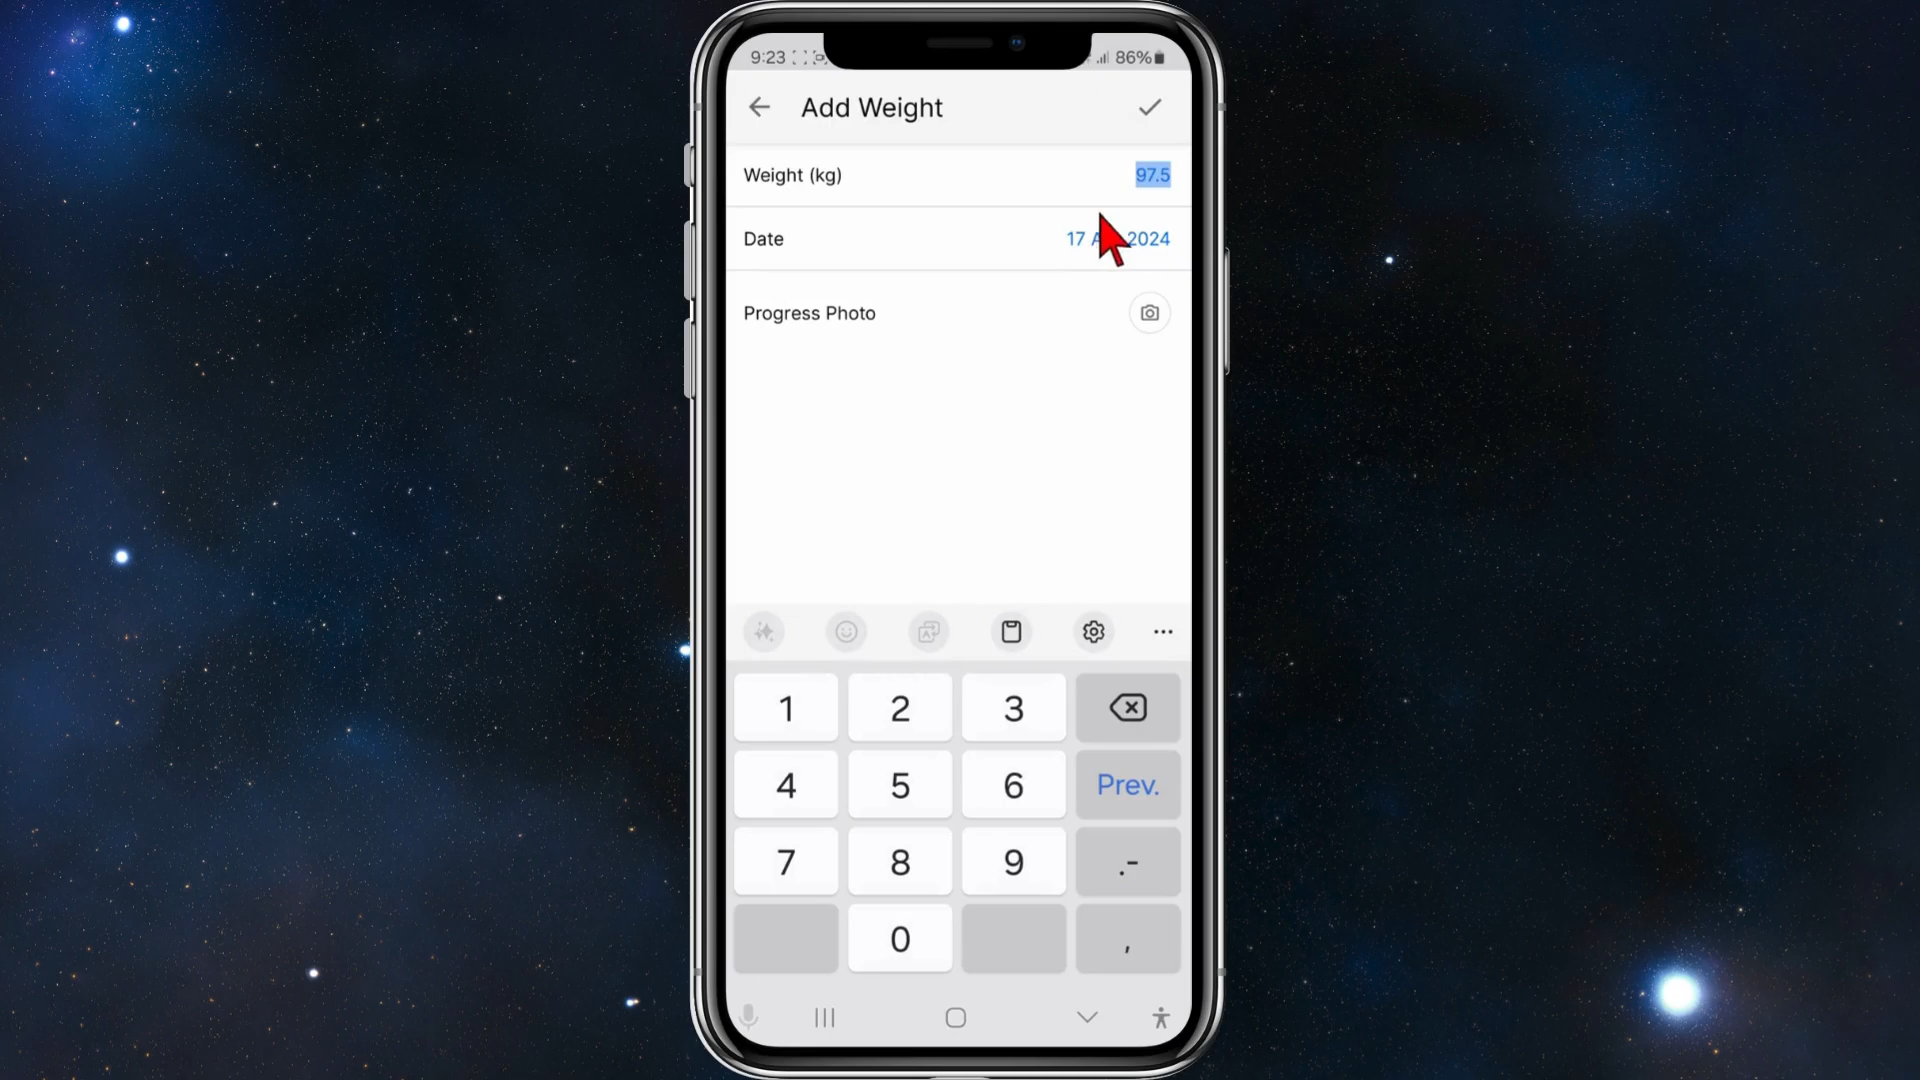 9:23
86%
Add Weight
Weight (kg) 97.5
Date 17 A 2024
Progress Photo
1 2 3
4 5 6 Prev.
7 8 9 .-
0 ,